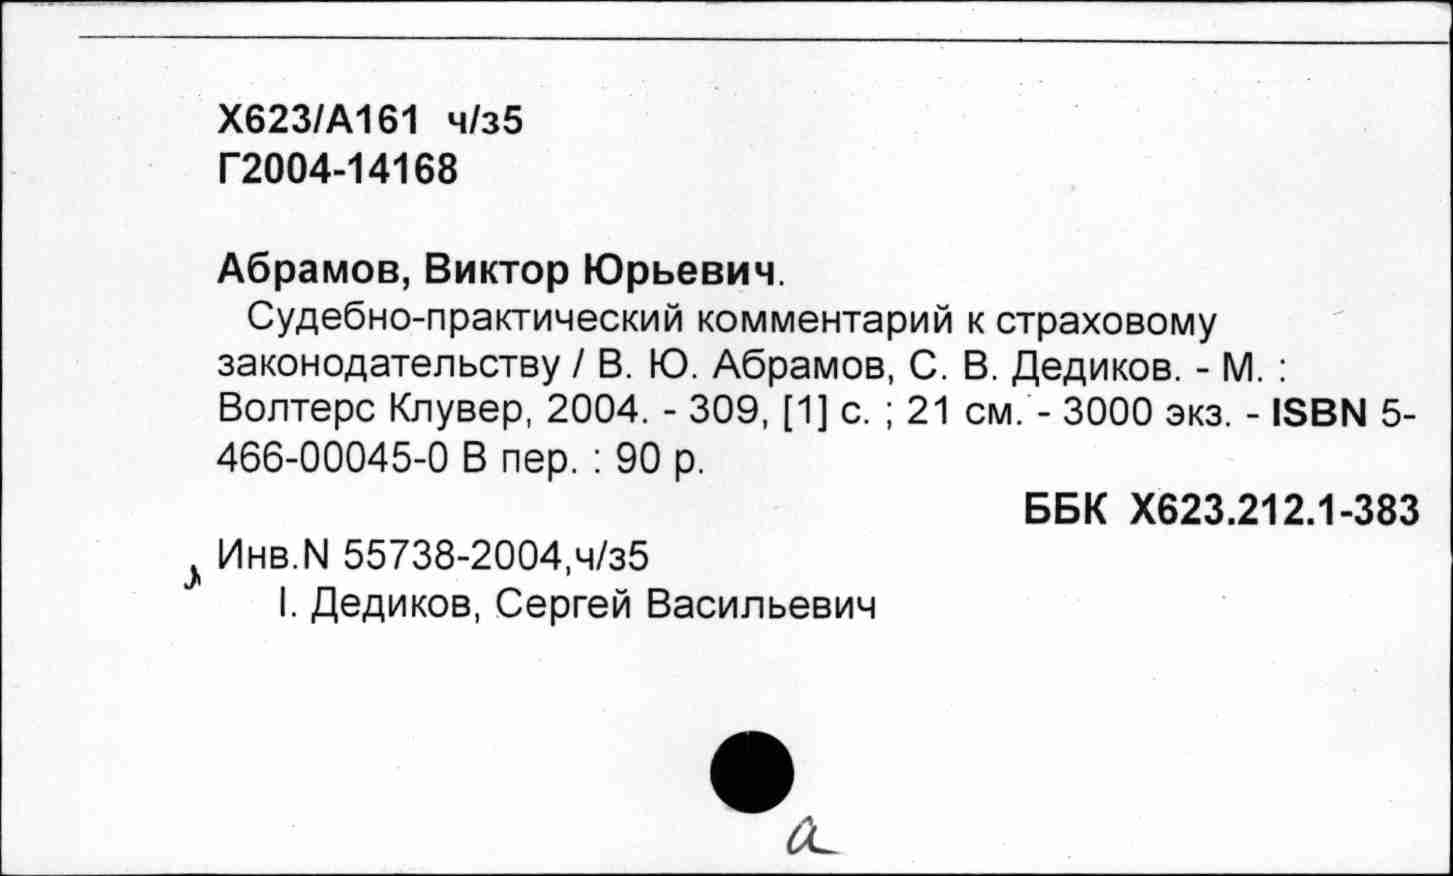 Х623/А161 ч/з5
Г2004-14168
Абрамов, Виктор Юрьевич.
Судебно-практический комментарий к страховому
законодательству / В. Ю. Абрамов, С. В. Дедиков. - М. :
Волтерс Клувер, 2004. - 309, [1] с. ; 21 см. - 3000 экз. - ISBN 5-
466-00045-0 В пер. : 90 р.
ББК Х623.212.1-383
Инв.N 55738-2004,ч/з5
I. Дедиков, Сергей Васильевич
а